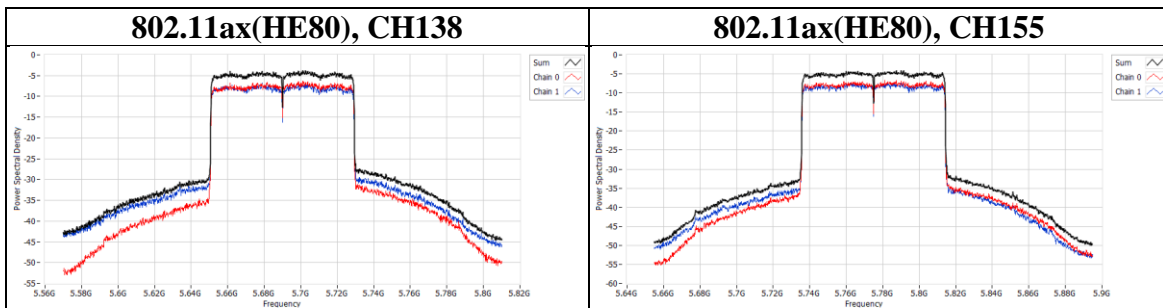 802.11ax(HE80), CH138
802.11ax(HE80), CH155
Power Spectral Density
0
-5
-10
-15
-20
-25
-30
-35
-40
-45
-50
-55
5.56G 5.58G 5.6G 5.62G 5.64G 5.66G 5.68G 5.7G 5.72G 5.74G 5.76G 5.78G 5.8G 5.82G
Frequency
Sum
Chain 0
Chain 1
Power Spectral Density
0
-5
-10
-15
-20
-25
-30
-35
-40
-45
-50
-55
-60
5.64G 5.66G 5.68G 5.7G 5.72G 5.74G 5.76G 5.78G 5.8G 5.82G 5.84G 5.86G 5.88G 5.9G
Frequency
Sum
Chain 0
Chain 1